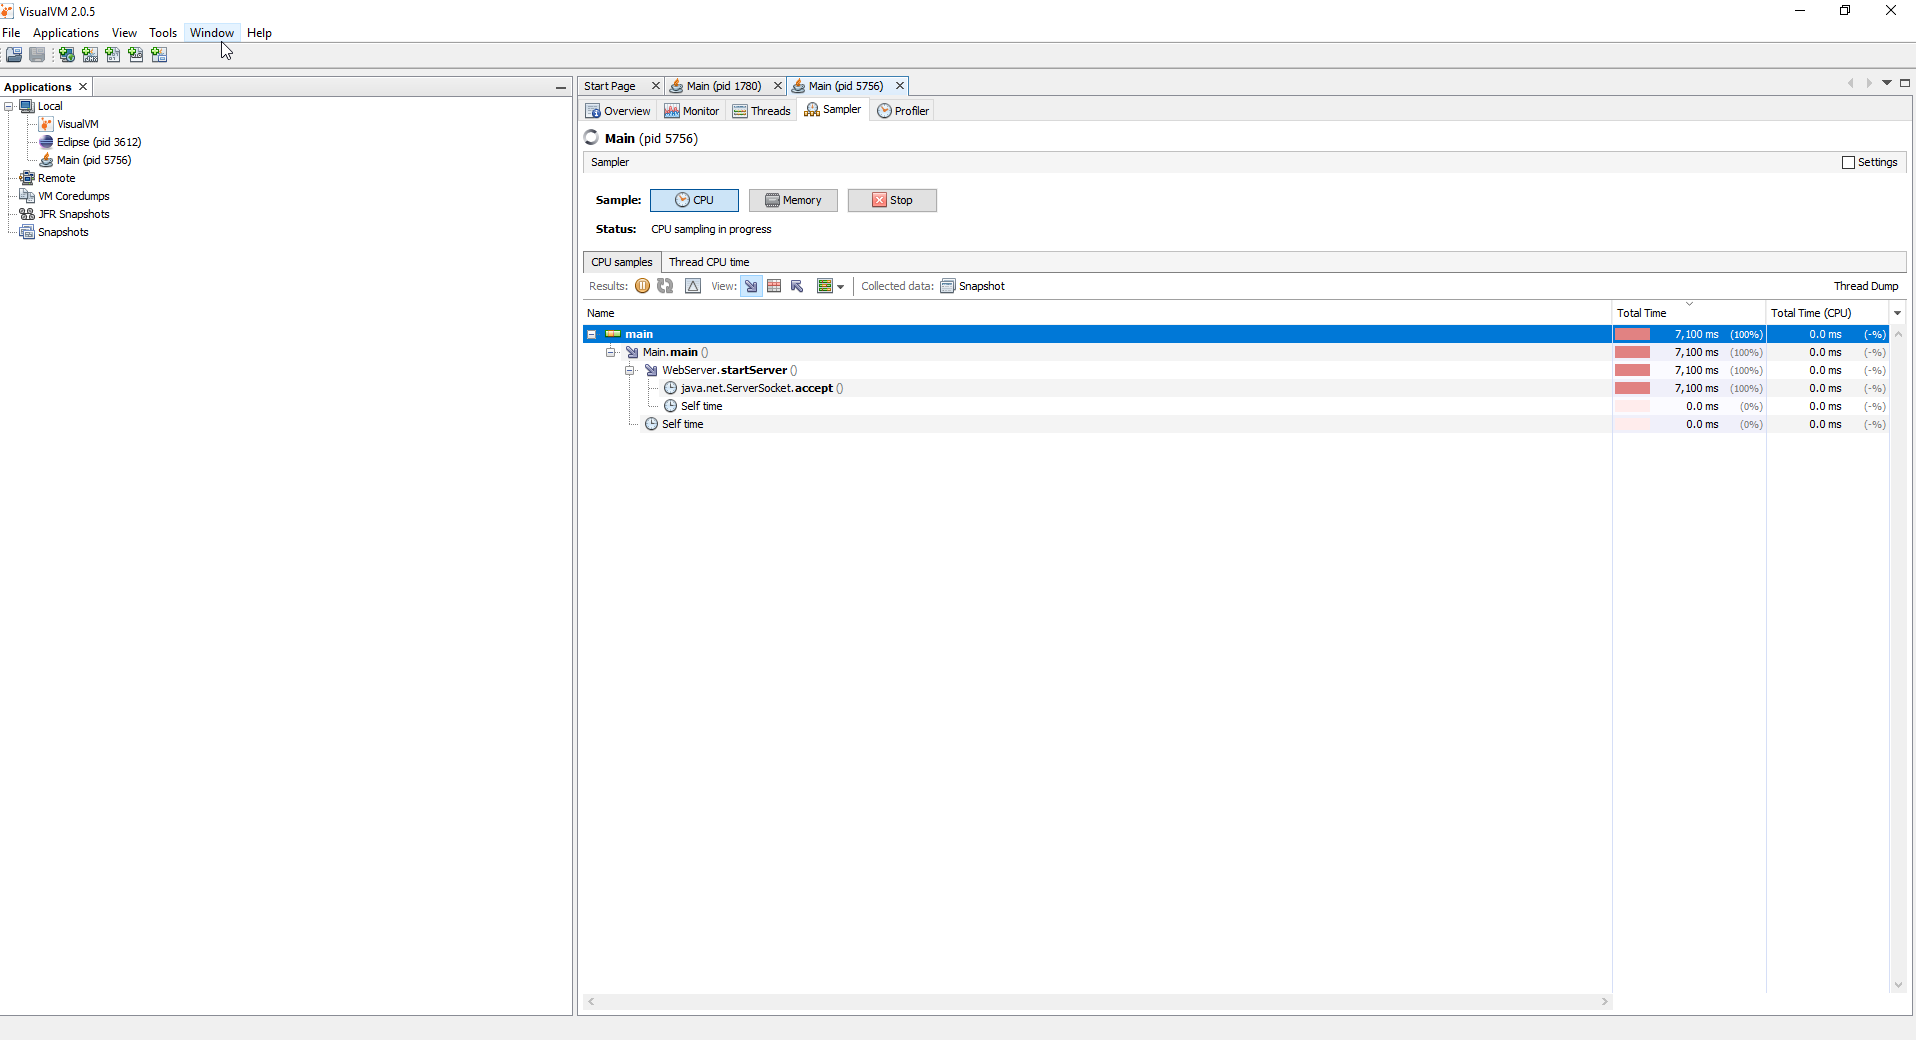 VisualVM 2.0.5
File Applications View Tools Window Help
Applications
Local
VisualVM
Eclipse (pid 3612)
Main (pid 5756)
Remote
VM Coredumps
JFR Snapshots
Snapshots
Start Page Main (pid 1780) Main (pid 5756)
Overview Monitor Threads Sampler Profiler
Main (pid 5756)
Sampler Settings
Sample: CPU Memory Stop
Status: CPU sampling in progress
CPU samples Thread CPU time
Results: View: Collected data: Snapshot Thread Dump
Name Total Time Total Time (CPU)
main 7,100 ms (100%) 0.0 ms (-%)
Main.main () 7,100 ms (100%) 0.0 ms (-%)
WebServer.startServer () 7,100 ms (100%) 0.0 ms (-%)
java.net.ServerSocket.accept () 7,100 ms (100%) 0.0 ms (-%)
Self time 0.0 ms (0%) 0.0 ms (-%)
Self time 0.0 ms (0%) 0.0 ms (-%)